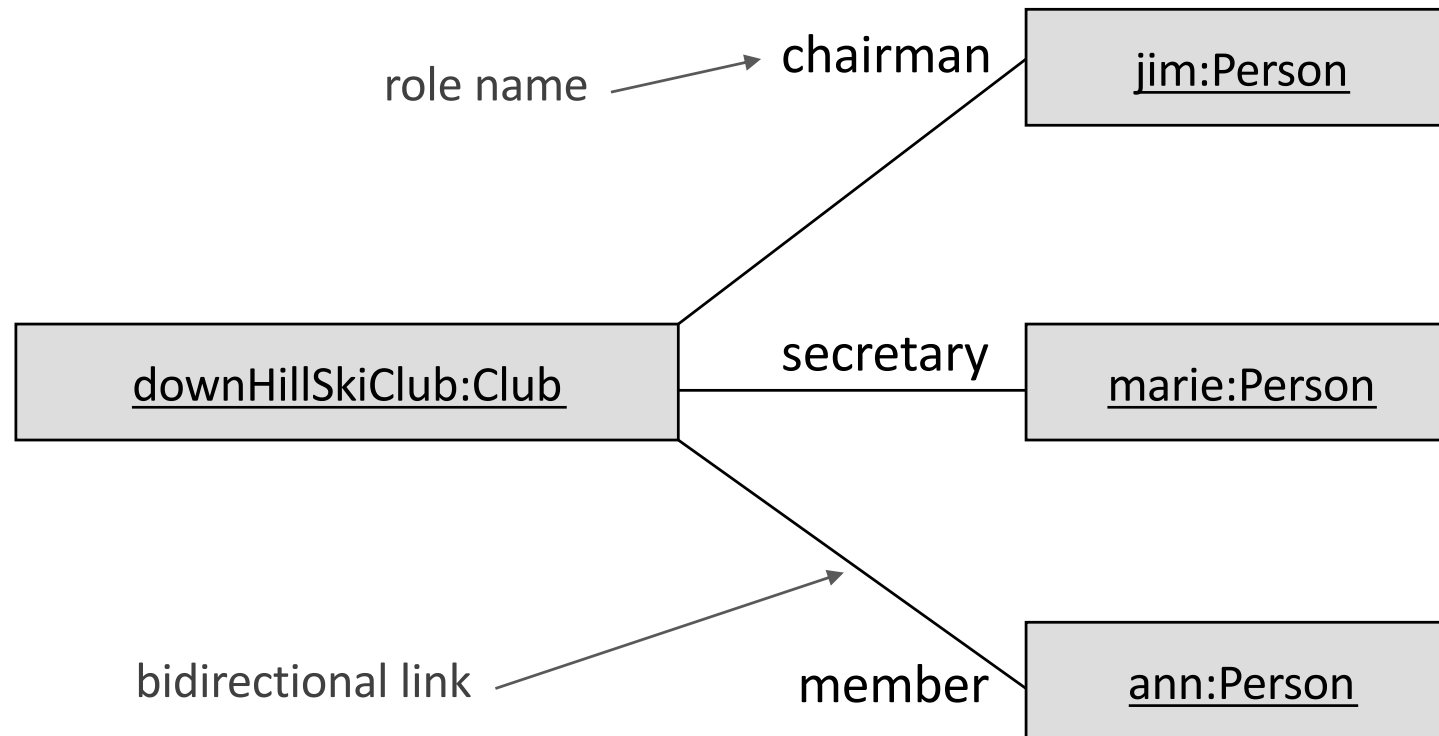 chairman
jim:Person
role name
secretary
downHillSkiClub:Club
marie:Person
bidirectional link
member
ann:Person